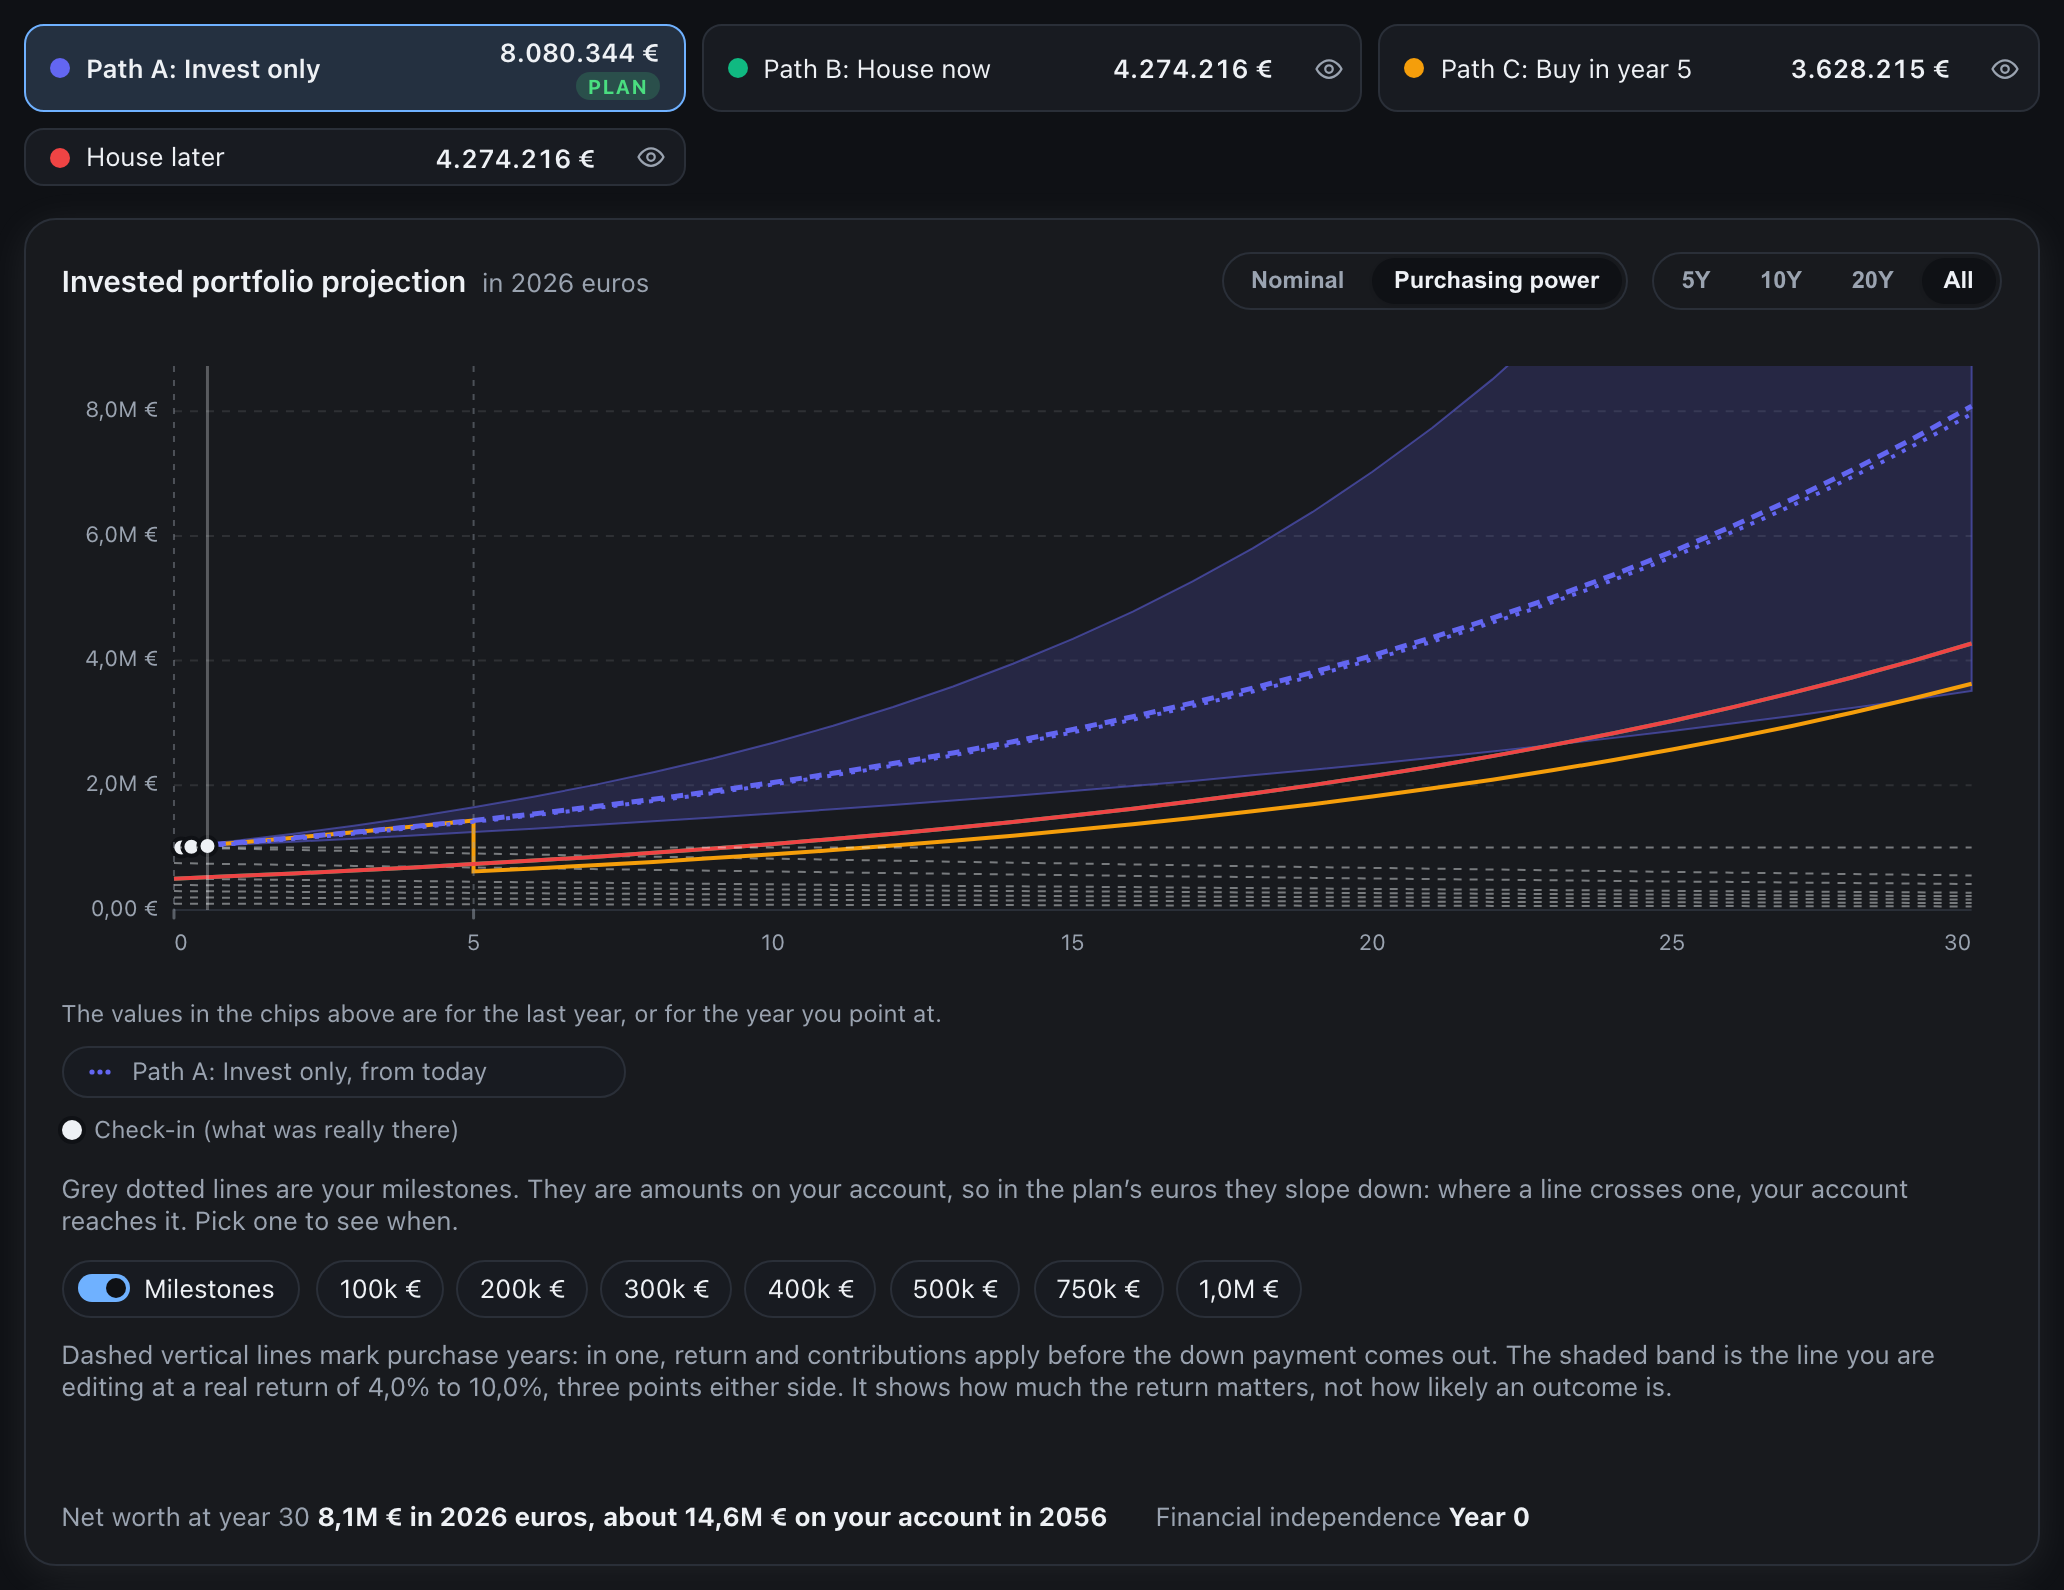 Path A: Invest only
8.080.344 €
PLAN
Path B: House now
4.274.216 €
Path C: Buy in year 5
3.628.215 €
House later
4.274.216 €
Invested portfolio projection in 2026 euros
Nominal
Purchasing power
5Y
10Y
20Y
All
8,0M €
6,0M €
4,0M €
2,0M €
0,00 €
0
5
10
15
20
25
30
The values in the chips above are for the last year, or for the year you point at.
Path A: Invest only, from today
Check-in (what was really there)
Grey dotted lines are your milestones. They are amounts on your account, so in the plan’s euros they slope down: where a line crosses one, your account
reaches it. Pick one to see when.
Milestones
100k €
200k €
300k €
400k €
500k €
750k €
1,0M €
Dashed vertical lines mark purchase years: in one, return and contributions apply before the down payment comes out. The shaded band is the line you are
editing at a real return of 4,0% to 10,0%, three points either side. It shows how much the return matters, not how likely an outcome is.
Net worth at year 30 8,1M € in 2026 euros, about 14,6M € on your account in 2056
Financial independence Year 0